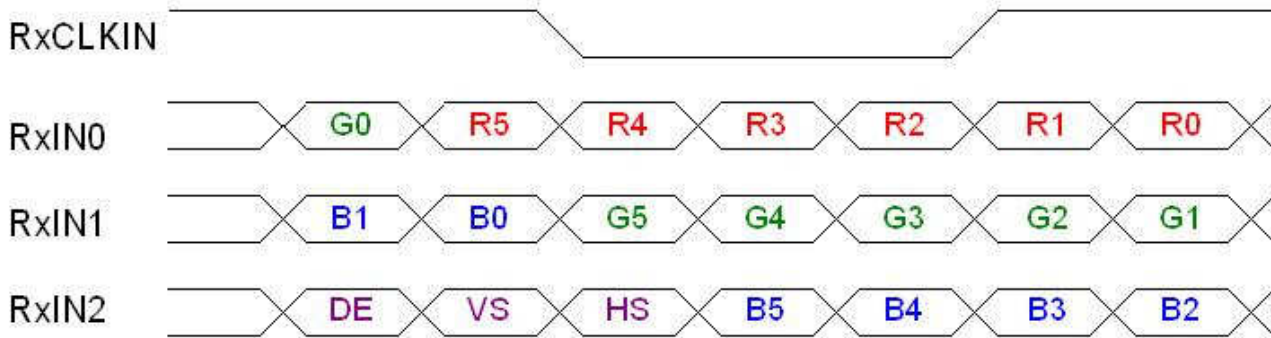 RxCLKIN
RxIN0 G0 R5 R4 R3 R2 R1 R0
RxIN1 B1 B0 G5 G4 G3 G2 G1
RxIN2 DE VS HS B5 B4 B3 B2